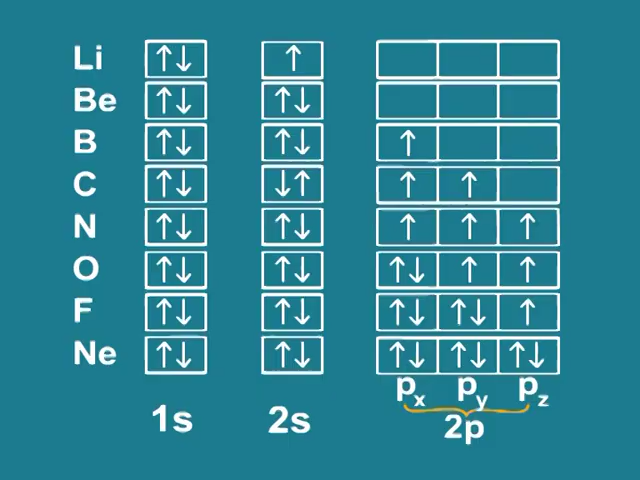 Li ↑↓ ↑
Be ↑↓ ↑↓
B ↑↓ ↑↓ ↑
C ↑↓ ↓↑ ↑ ↑
N ↑↓ ↑↓ ↑ ↑ ↑
O ↑↓ ↑↓ ↑↓ ↑ ↑
F ↑↓ ↑↓ ↑↓ ↑↓ ↑
Ne ↑↓ ↑↓ ↑↓ ↑↓ ↑↓
px py pz
1s 2s 2p